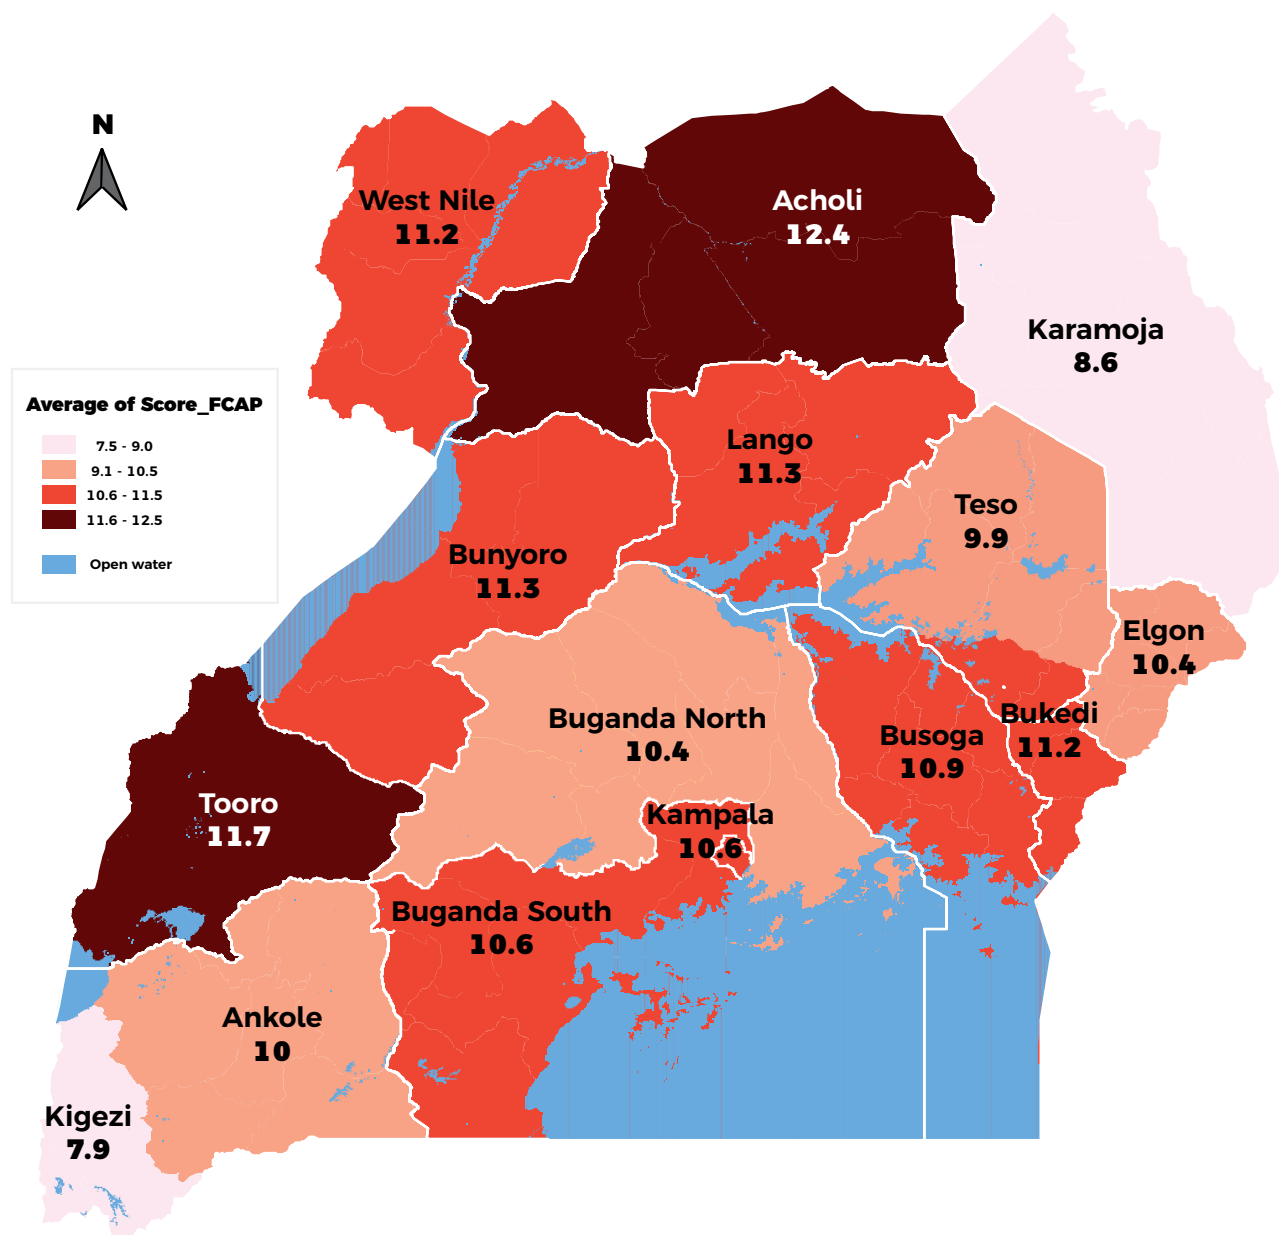 N
West Nile
11.2
Acholi
12.4
Karamoja
8.6
Average of Score_FCAP
7.5 - 9.0
9.1 - 10.5
10.6 - 11.5
11.6 - 12.5
Open water
Lango
11.3
Teso
9.9
Bunyoro
11.3
Elgon
10.4
Buganda North
10.4
Bukedi
11.2
Busoga
10.9
Tooro
11.7
Kampala
10.6
Buganda South
10.6
Ankole
10
Kigezi
7.9